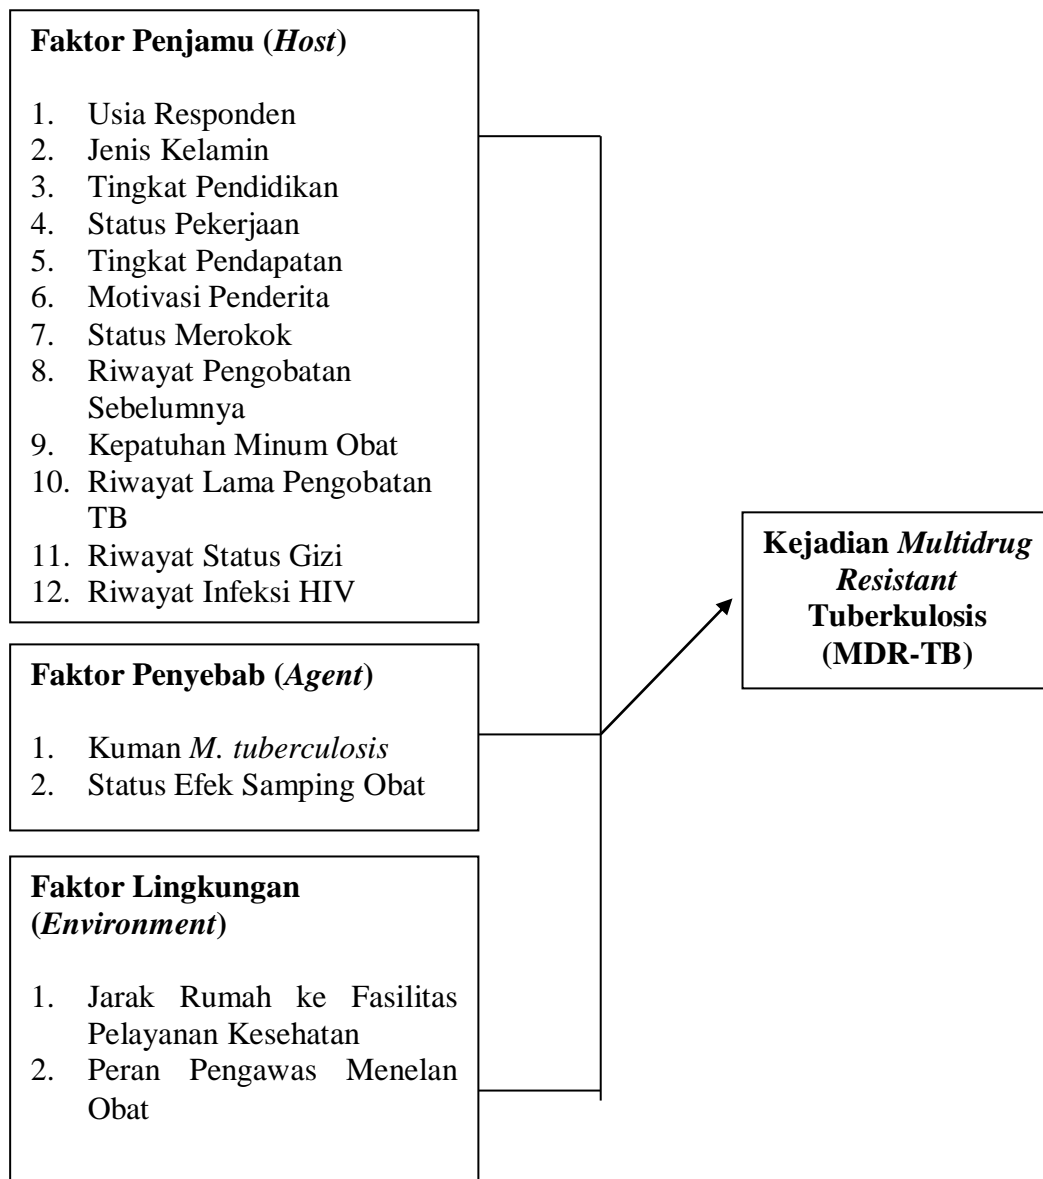 Faktor Penjamu (Host)
1. Usia Responden
2. Jenis Kelamin
3. Tingkat Pendidikan
4. Status Pekerjaan
5. Tingkat Pendapatan
6. Motivasi Penderita
7. Status Merokok
8. Riwayat Pengobatan
Sebelumnya
9. Kepatuhan Minum Obat
10. Riwayat Lama Pengobatan
TB
11. Riwayat Status Gizi
12. Riwayat Infeksi HIV
Faktor Penyebab (Agent)
1. Kuman M. tuberculosis
2. Status Efek Samping Obat
Faktor Lingkungan
(Environment)
1. Jarak Rumah ke Fasilitas
Pelayanan Kesehatan
2. Peran Pengawas Menelan
Obat
Kejadian Multidrug
Resistant
Tuberkulosis
(MDR-TB)